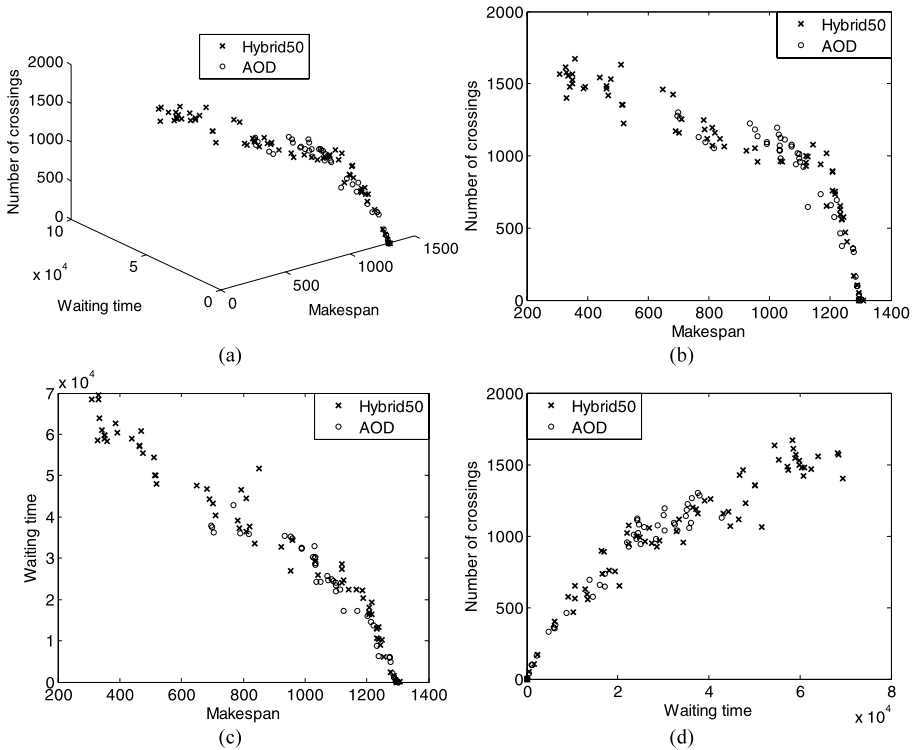 Hybrid50
AOD
2000
1500
1000
500
0
Number of crossings
10
5
0
x 10^4
Waiting time
0
500
1000
1500
Makespan
(a)
2000
1500
1000
500
0
Number of crossings
Hybrid50
AOD
200 400 600 800 1000 1200 1400
Makespan
(b)
x 10^4
7
6
5
4
3
2
1
0
Waiting time
Hybrid50
AOD
200 400 600 800 1000 1200 1400
Makespan
(c)
2000
1500
1000
500
0
Number of crossings
Hybrid50
AOD
0 2 4 6 8
Waiting time
x 10^4
(d)